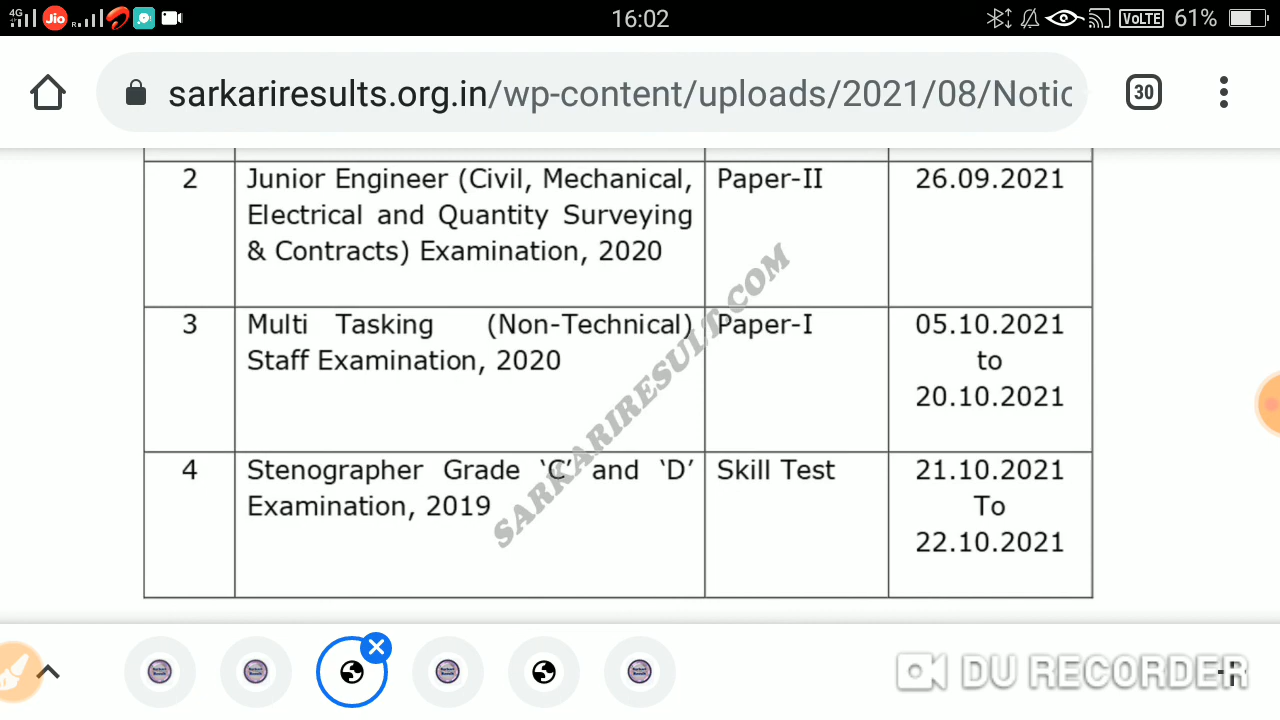 4G Jio R 16:02 VoLTE 61%
sarkariresults.org.in/wp-content/uploads/2021/08/Notic 30
2 Junior Engineer (Civil, Mechanical, Paper-II 26.09.2021
Electrical and Quantity Surveying
& Contracts) Examination, 2020
3 Multi Tasking (Non-Technical) Paper-I 05.10.2021
Staff Examination, 2020 to
20.10.2021
4 Stenographer Grade ‘C’ and ‘D’ Skill Test 21.10.2021
Examination, 2019 To
22.10.2021
SARKARIRESULT.COM
DU RECORDER